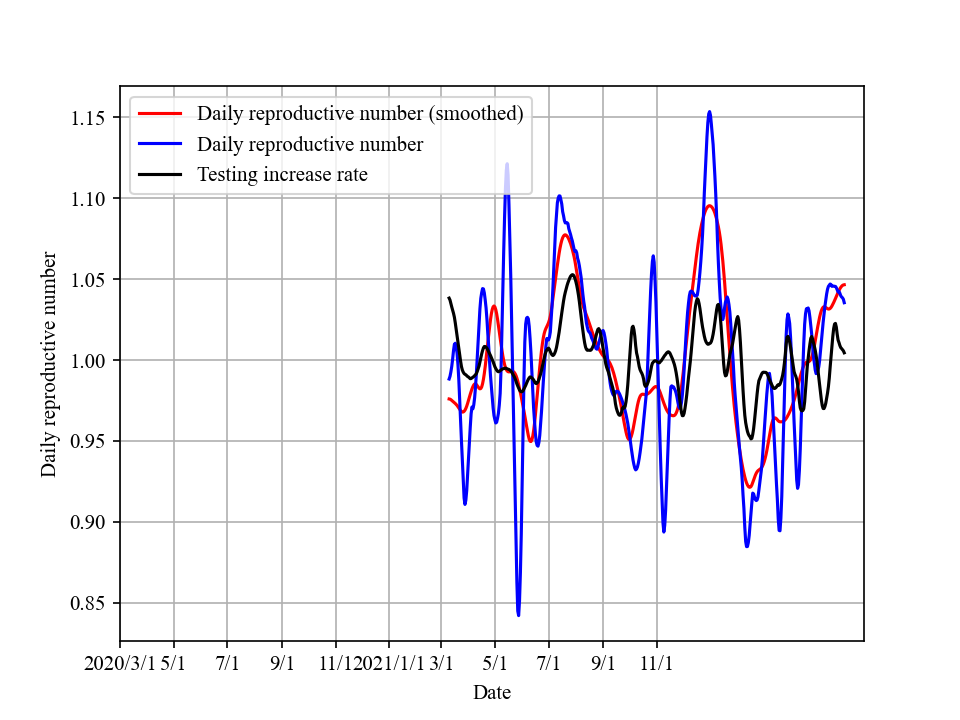 Daily reproductive number (smoothed)
Daily reproductive number
Testing increase rate
Daily reproductive number
1.15
1.10
1.05
1.00
0.95
0.90
0.85
2020/3/1 5/1 7/1 9/1 11/1 2021/1/1 3/1 5/1 7/1 9/1 11/1
Date